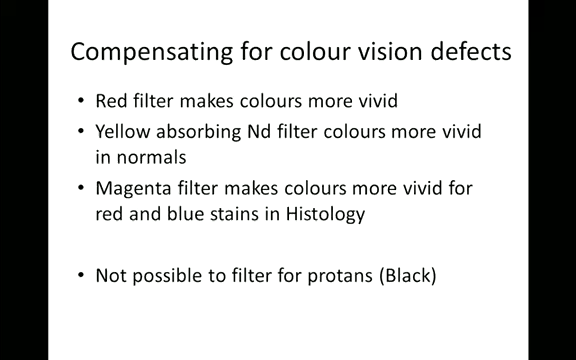 Compensating for colour vision defects
• Red filter makes colours more vivid
• Yellow absorbing Nd filter colours more vivid
in normals
• Magenta filter makes colours more vivid for
red and blue stains in Histology
• Not possible to filter for protans (Black)